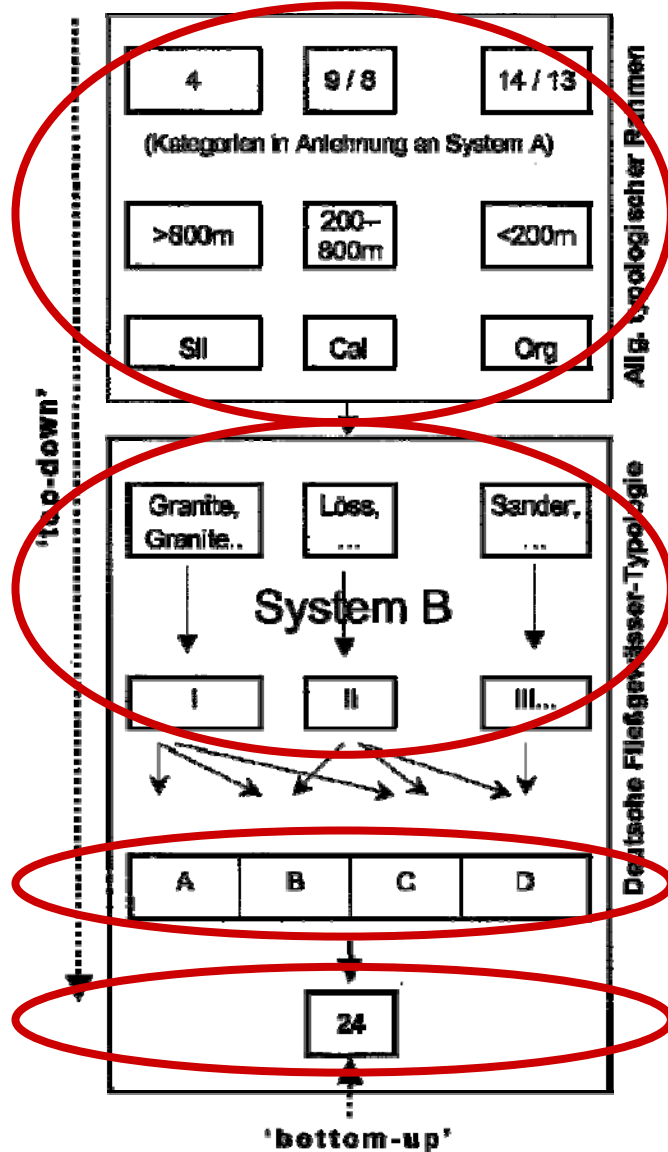 4
9 / 8
14 / 13
(Kategorien in Anlehnung an System A)
>800m
200–
800m
<200m
Sil
Cal
Org
Allg. typologischer Rahmen
'top-down'
Granite,
Granite..
Löss,
...
Sander,
...
System B
I
II
III...
Deutsche Fließgewässer-Typologie
A
B
C
D
24
'bottom-up'